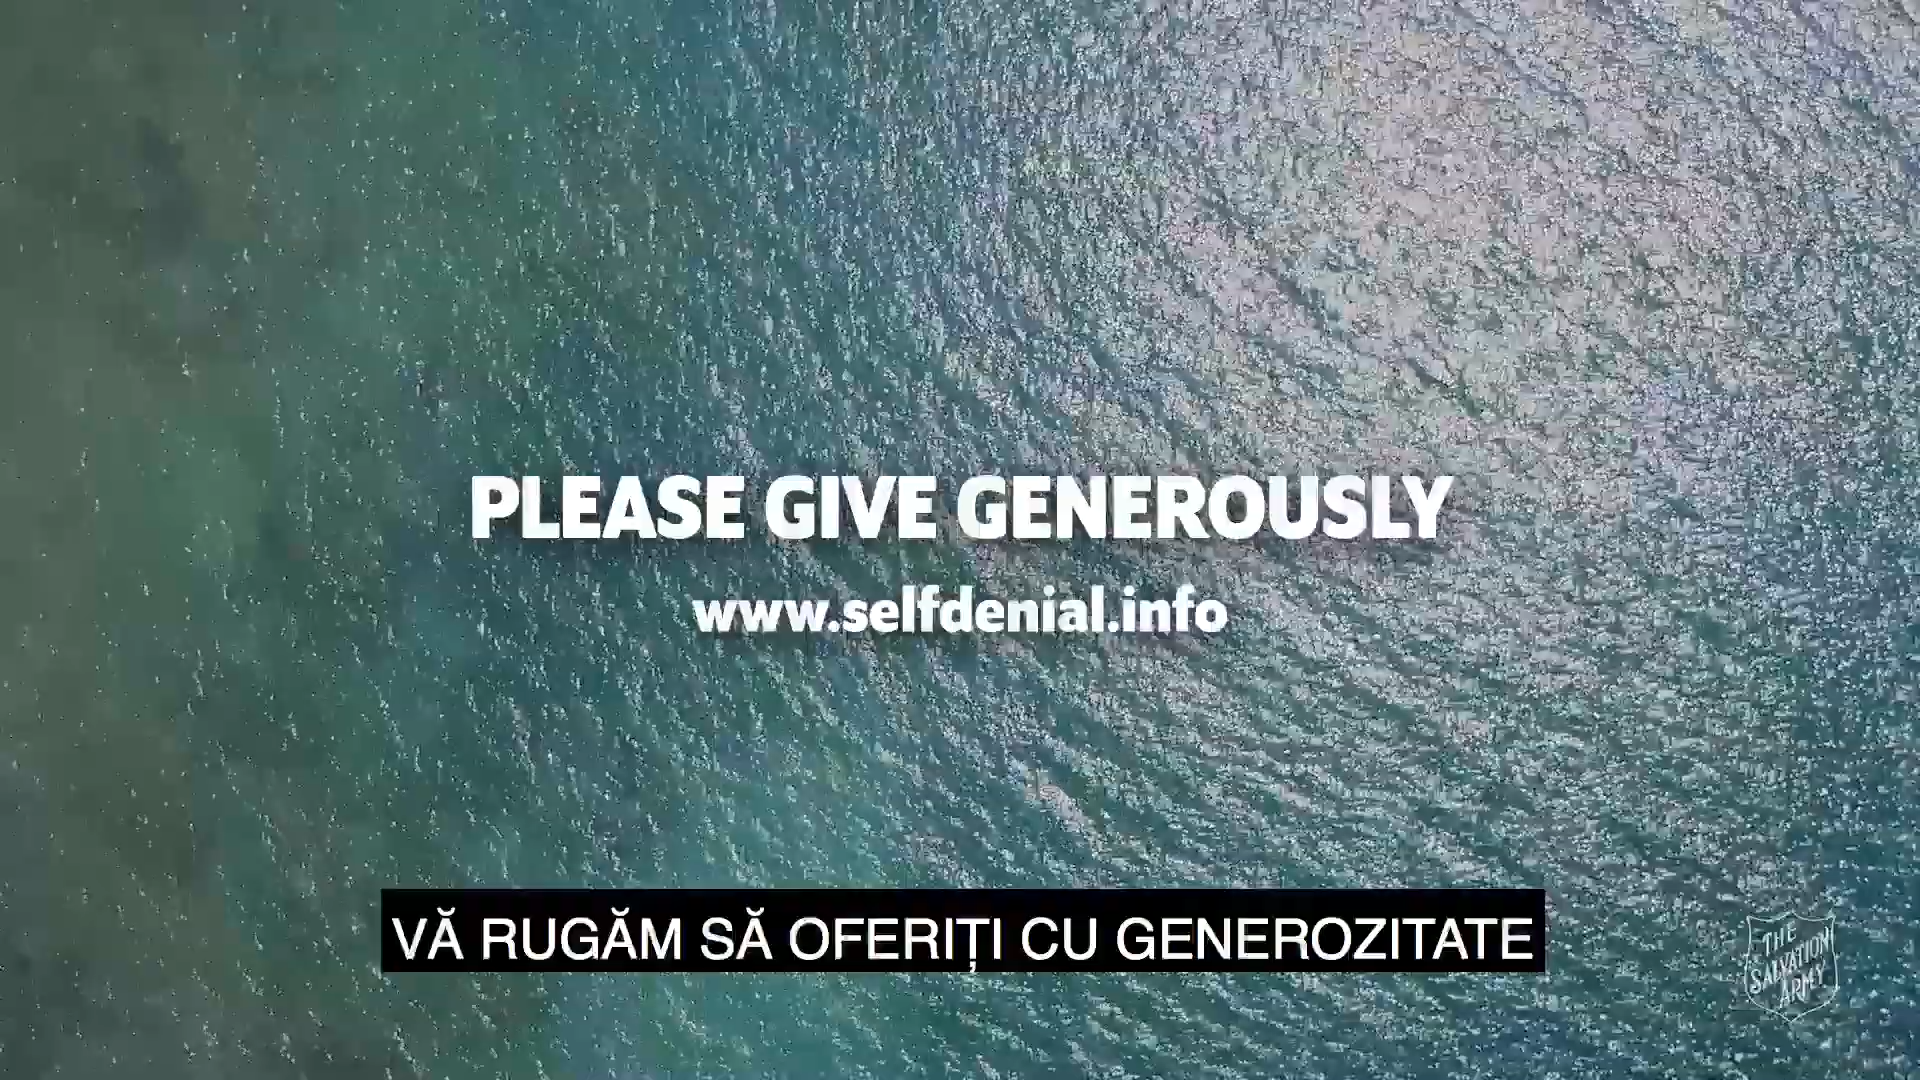 PLEASE GIVE GENEROUSLY
www.selfdenial.info
VĂ RUGĂM SĂ OFERIȚI CU GENEROZITATE
THE
SALVATION
ARMY